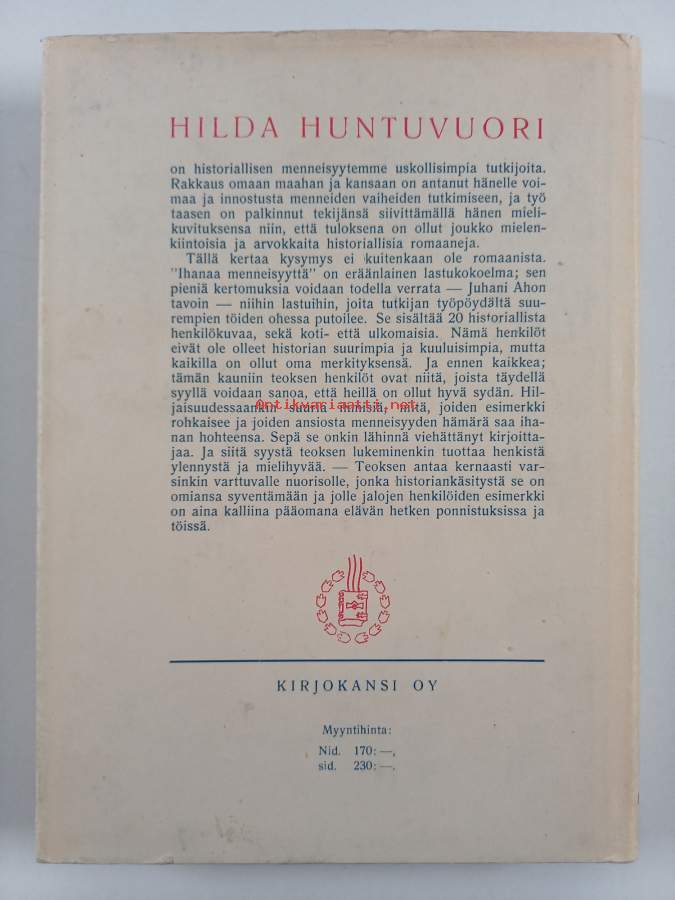 HILDA HUNTUVUORI
on historiallisen menneisyytemme uskollisimpia tutkijoita.
Rakkaus omaan maahan ja kansaan on antanut hänelle voi-
maa ja innostusta menneiden vaiheiden tutkimiseen, ja työ
taasen on palkinnut tekijänsä siivittämällä hänen mieli-
kuvituksensa niin, että tuloksena on ollut joukko mielen-
kiintoisia ja arvokkaita historiallisia romaaneja.
Tällä kertaa kysymys ei kuitenkaan ole romaanista.
"Ihanaa menneisyyttä" on eräänlainen lastukokoelma; sen
pieniä kertomuksia voidaan todella verrata — Juhani Ahon
tavoin — niihin lastuihin, joita tutkijan työpöydältä suu-
rempien töiden ohessa putoilee. Se sisältää 20 historiallista
henkilökuvaa, sekä koti- että ulkomaisia. Nämä henkilöt
eivät ole olleet historian suurimpia ja kuuluisimpia, mutta
kaikilla on ollut oma merkityksensä. Ja ennen kaikkea;
tämän kauniin teoksen henkilöt ovat niitä, joista täydellä
syyllä voidaan sanoa, että heillä on ollut hyvä sydän. Hil-
jaisuudessaankin suuria ihmisiä, niitä, joiden esimerkki
Antikvariaatti.net
rohkaisee ja joiden ansiosta menneisyyden hämärä saa iha-
nan hohteensa. Sepä se onkin lähinnä viehättänyt kirjoitta-
jaa. Ja siitä syystä teoksen lukeminenkin tuottaa henkistä
ylennystä ja mielihyvää. — Teoksen antaa kernaasti var-
sinkin varttuvalle nuorisolle, jonka historiankäsitystä se on
omiansa syventämään ja jolle jalojen henkilöiden esimerkki
on aina kalliina pääomana elävän hetken ponnistuksissa ja
töissä.
KIRJOKANSI OY
Myyntihinta:
Nid. 170:—,
sid. 230:—.